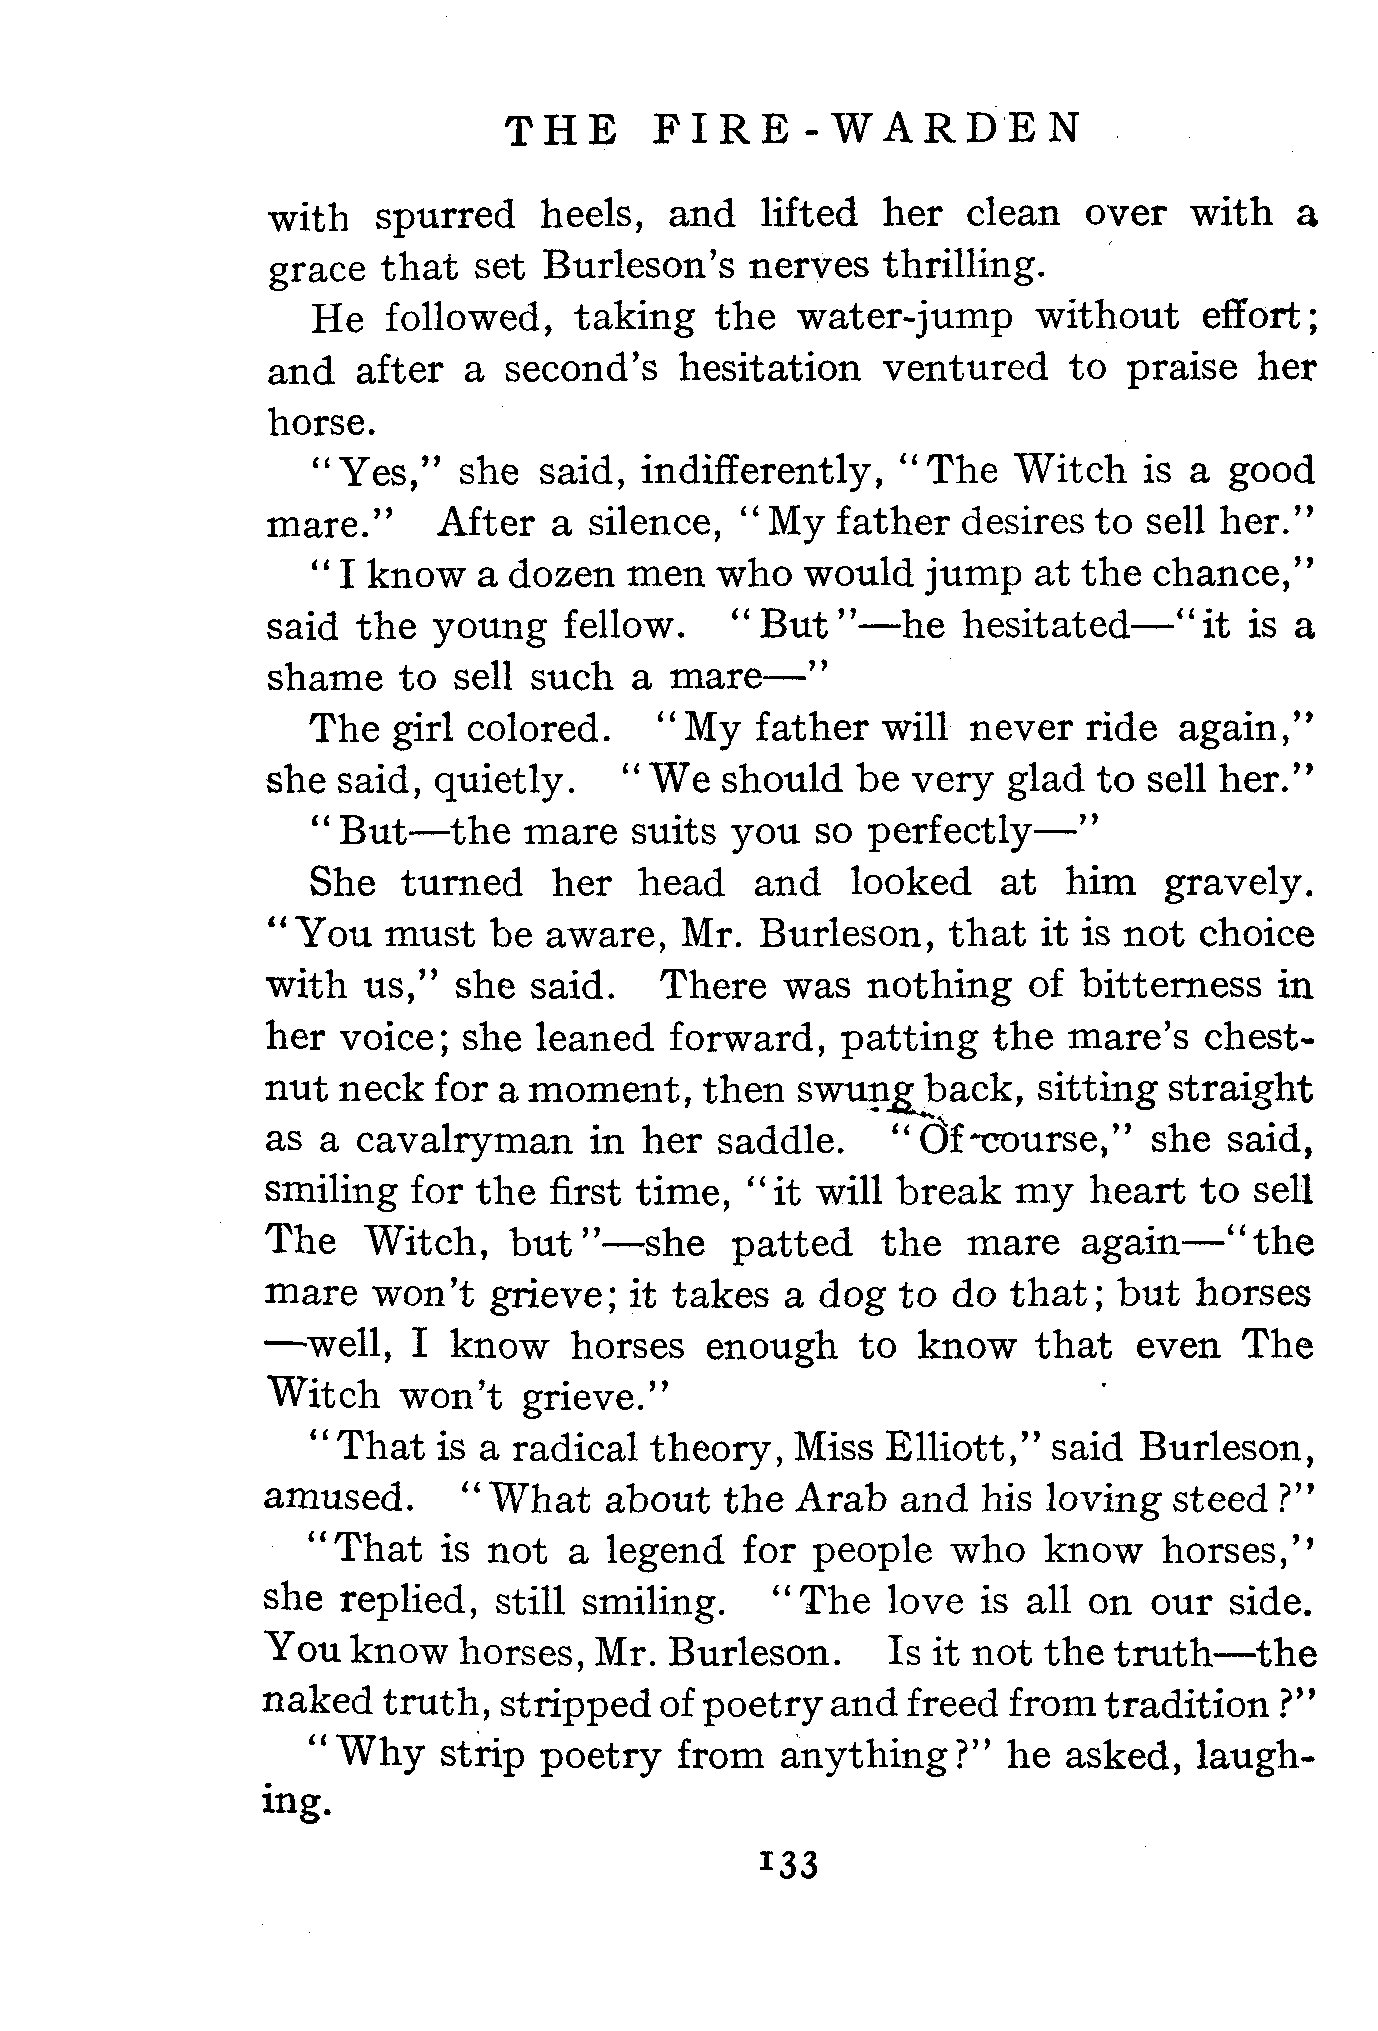 THE FIRE-WARDEN
with spurred heels, and lifted her clean over with a
grace that set Burleson's nerves thrilling.
He followed, taking the water-jump without effort;
and after a second's hesitation ventured to praise her
horse.
"Yes," she said, indifferently, "The Witch is a good
mare." After a silence, "My father desires to sell her."
"I know a dozen men who would jump at the chance,"
said the young fellow. "But"—he hesitated—"it is a
shame to sell such a mare—"
The girl colored. "My father will never ride again,"
she said, quietly. "We should be very glad to sell her."
"But—the mare suits you so perfectly—"
She turned her head and looked at him gravely.
"You must be aware, Mr. Burleson, that it is not choice
with us," she said. There was nothing of bitterness in
her voice; she leaned forward, patting the mare's chest-
nut neck for a moment, then swung back, sitting straight
as a cavalryman in her saddle. "Of course," she said,
smiling for the first time, "it will break my heart to sell
The Witch, but"—she patted the mare again—"the
mare won't grieve; it takes a dog to do that; but horses
—well, I know horses enough to know that even The
Witch won't grieve."
"That is a radical theory, Miss Elliott," said Burleson,
amused. "What about the Arab and his loving steed?"
"That is not a legend for people who know horses,"
she replied, still smiling. "The love is all on our side.
You know horses, Mr. Burleson. Is it not the truth—the
naked truth, stripped of poetry and freed from tradition?"
"Why strip poetry from anything?" he asked, laugh-
ing.
133